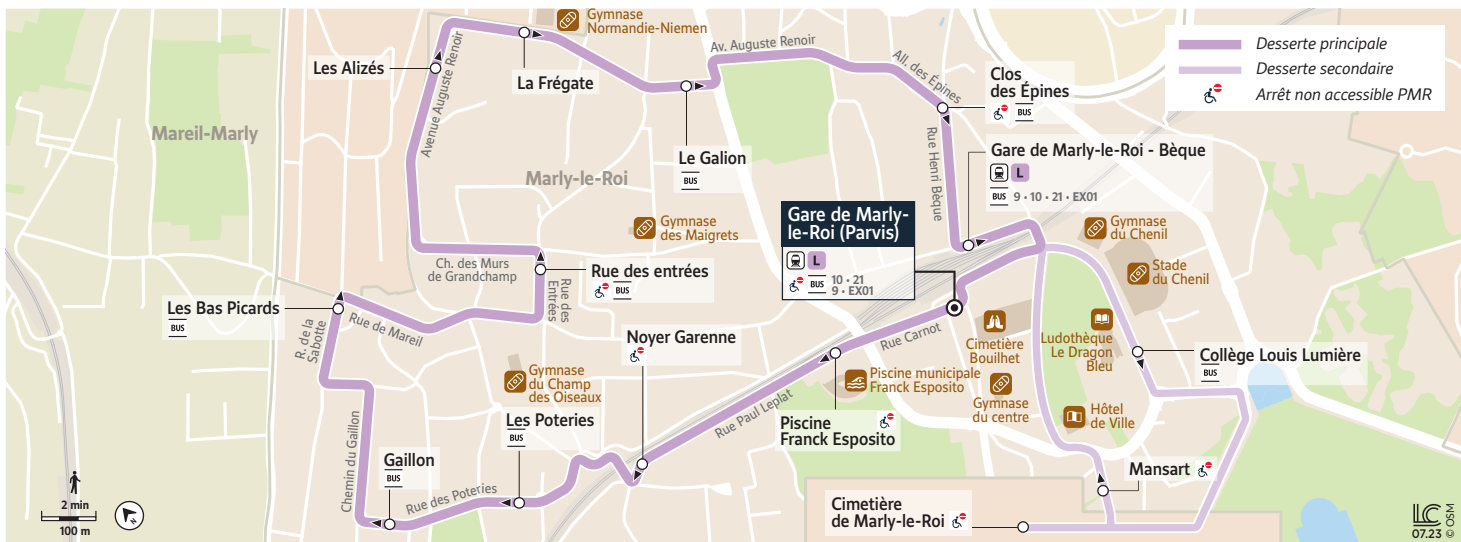 Gymnase
Normandie-Niemen
Les Alizés
La Frégate
Avenue Auguste Renoir
Av. Auguste Renoir
All. des Épines
Clos
des Épines
BUS
Desserte principale
Desserte secondaire
Arrêt non accessible PMR
Mareil-Marly
Marly-le-Roi
Le Galion
BUS
Rue Henri Bèque
Gare de Marly-le-Roi - Bèque
L
BUS 9 • 10 • 21 • EX01
Gymnase
des Maigrets
Gare de Marly-
le-Roi (Parvis)
L
BUS 10 • 21
9 • EX01
Gymnase
du Chenil
Stade
du Chenil
Ch. des Murs
de Grandchamp
Rue des entrées
BUS
Rue des
Entrées
Les Bas Picards
BUS
R. de la
Sabotte
Rue de Mareil
Noyer Garenne
Rue Carnot
Cimetière
Bouilhet
Ludothèque
Le Dragon
Bleu
Collège Louis Lumière
BUS
Gymnase
du Champ
des Oiseaux
Piscine municipale
Franck Esposito
Gymnase
du centre
Hôtel
de Ville
Rue Paul Leplat
Piscine
Franck Esposito
Les Poteries
BUS
Chemin du Gaillon
Gaillon
BUS
Rue des Poteries
Mansart
Cimetière
de Marly-le-Roi
2 min
100 m
LC
07.23 © OSM